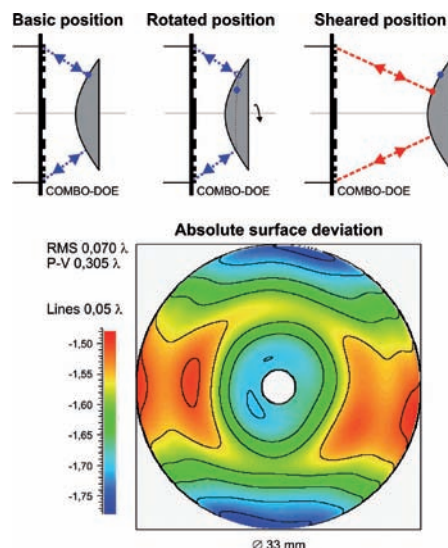 Basic position Rotated position Sheared position
COMBO-DOE COMBO-DOE COMBO-DOE
Absolute surface deviation
RMS 0,070 λ
P-V 0,305 λ
Lines 0,05 λ
-1,50
-1,55
-1,60
-1,65
-1,70
-1,75
∅ 33 mm